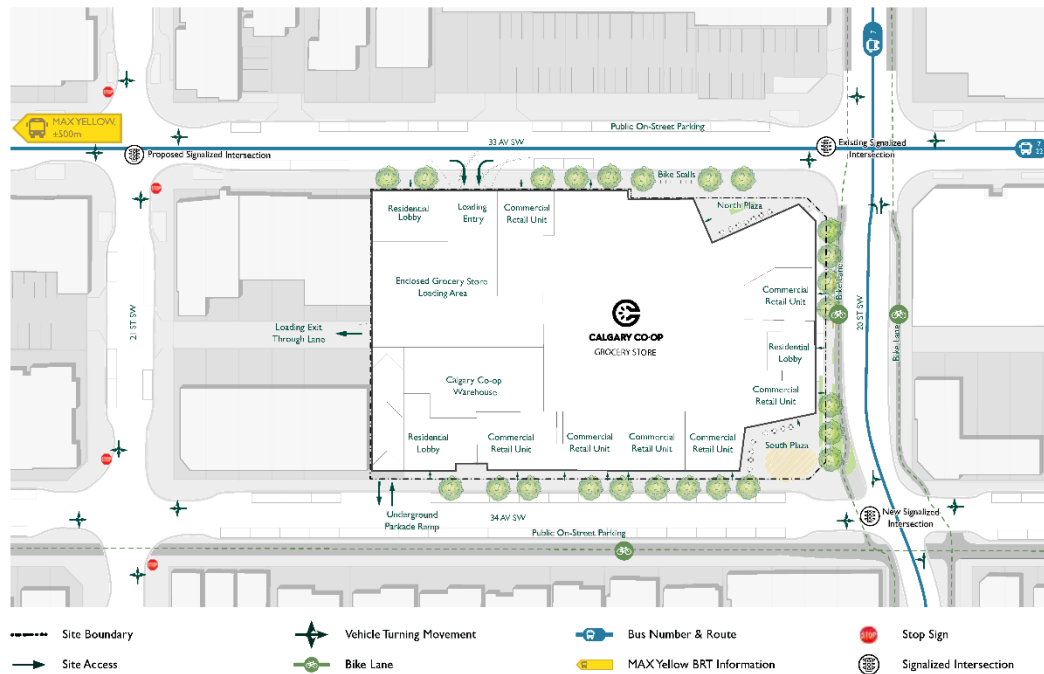 7
MAX YELLOW,
±500m
STOP
Public On-Street Parking
33 AV SW
Proposed Signalized Intersection
Existing Signalized
Intersection
7
22
STOP
Bike Stalls
Residential
Lobby
Loading
Entry
Commercial
Retail Unit
North Plaza
Enclosed Grocery Store
Loading Area
Commercial
Retail Unit
Bike Lane
21 ST SW
20 ST SW
Bike Lane
Loading Exit
Through Lane
CALGARY CO-OP
GROCERY STORE
Residential
Lobby
Calgary Co-op
Warehouse
Commercial
Retail Unit
Residential
Lobby
Commercial
Retail Unit
Commercial
Retail Unit
Commercial
Retail Unit
Commercial
Retail Unit
South Plaza
STOP
Underground
Parkade Ramp
34 AV SW
New Signalized
Intersection
Public On-Street Parking
STOP
Site Boundary
Vehicle Turning Movement
Bus Number & Route
STOP
Stop Sign
Site Access
Bike Lane
MAX Yellow BRT Information
Signalized Intersection